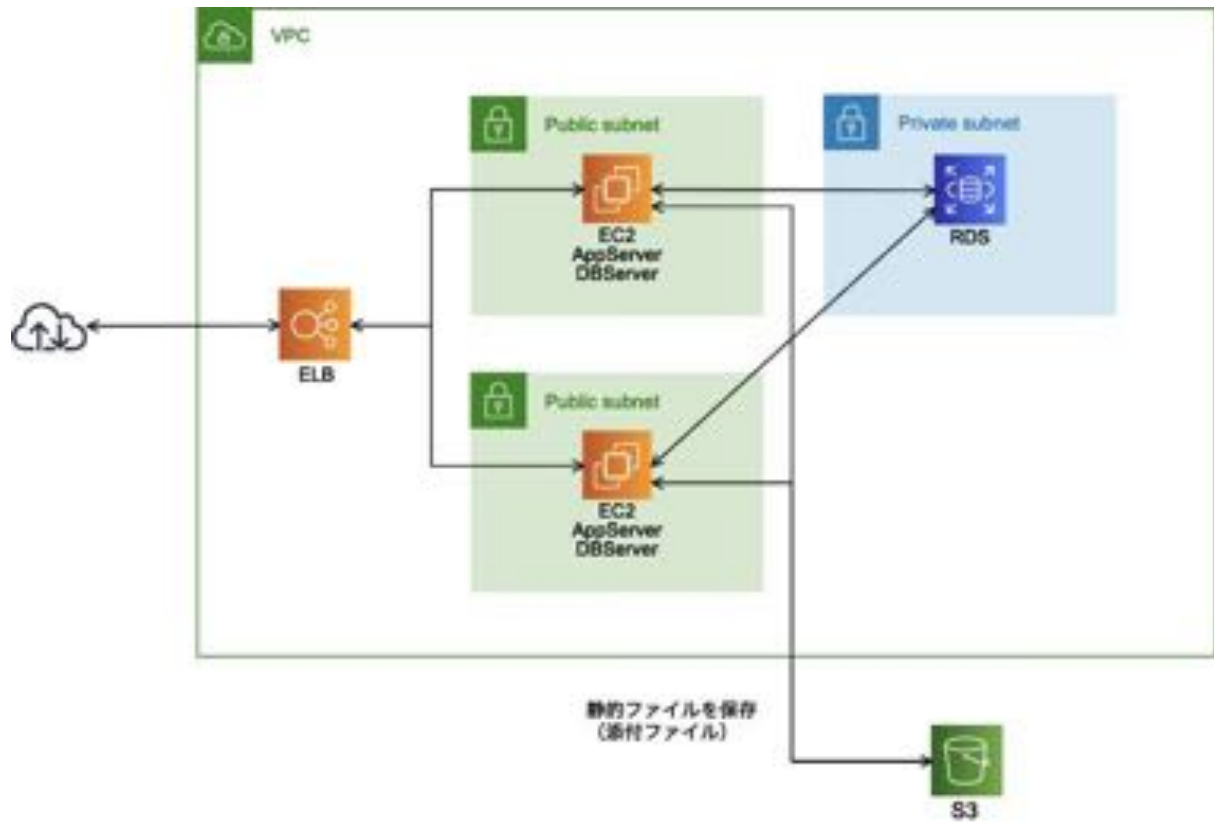 VPC
Public subnet
EC2
AppServer
DBServer
Private subnet
RDS
ELB
Public subnet
EC2
AppServer
DBServer
静的ファイルを保存
（添付ファイル）
S3